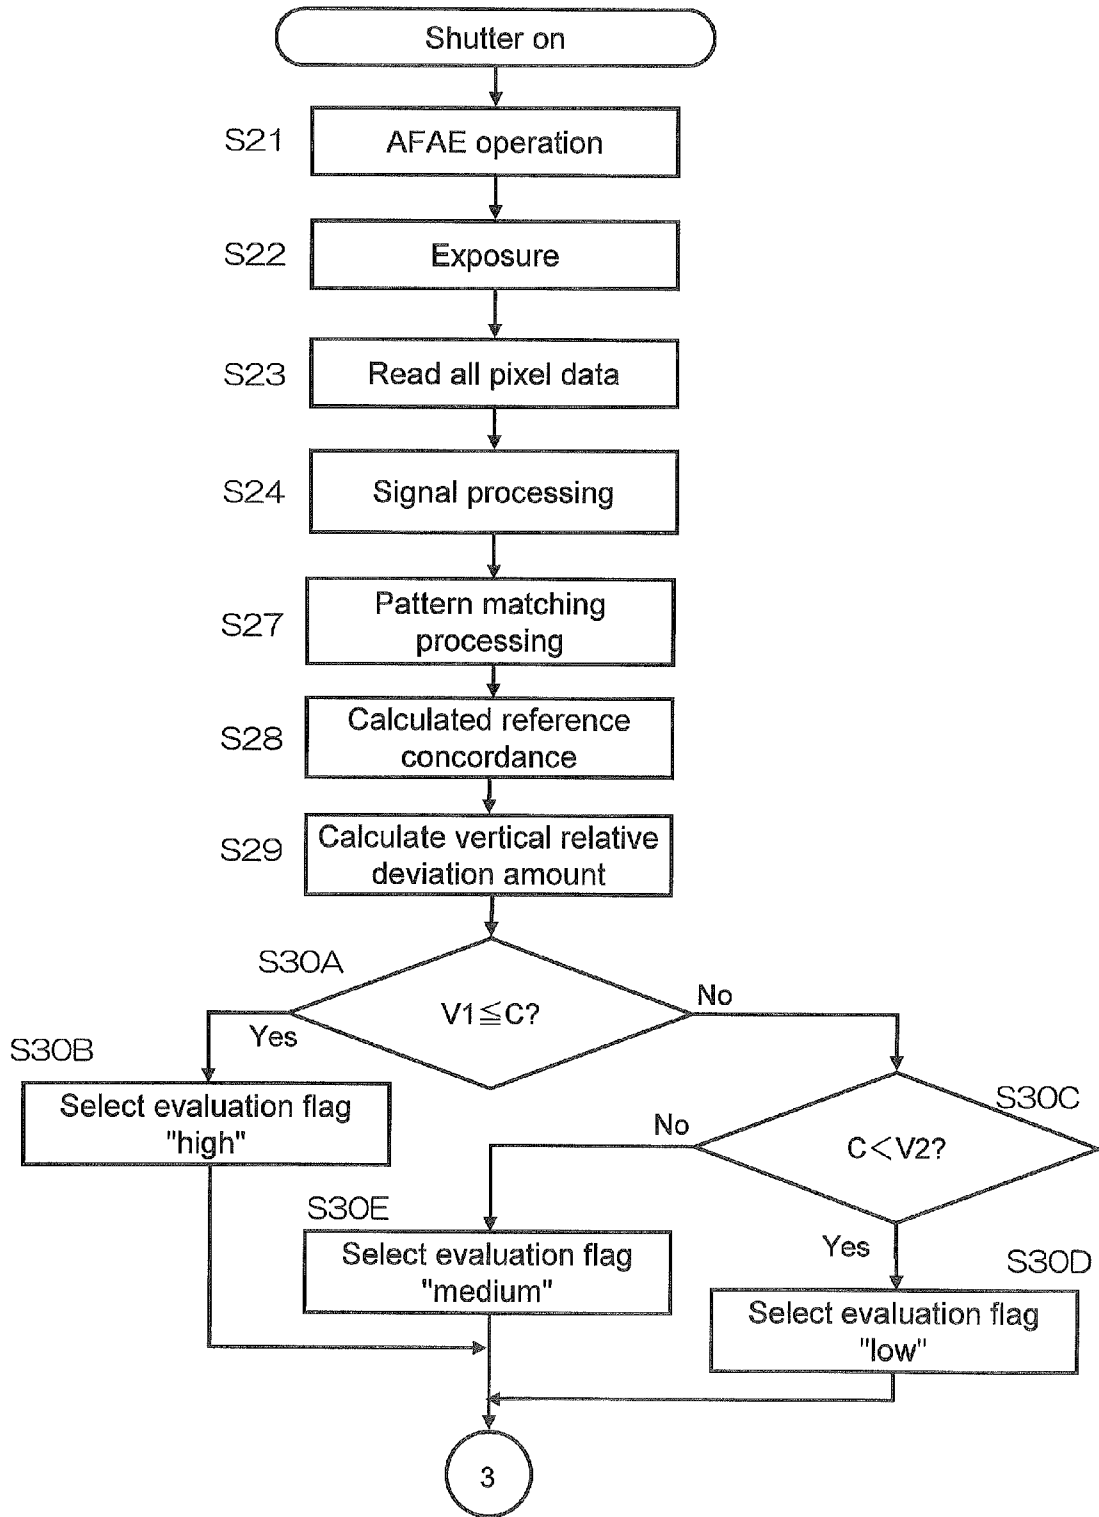 Shutter on
S21
AFAE operation
S22
Exposure
S23
Read all pixel data
S24
Signal processing
S27
Pattern matching
processing
S28
Calculated reference
concordance
S29
Calculate vertical relative
deviation amount
S30A
V1≦C?
No
Yes
S30B
Select evaluation flag
"high"
S30C
C<V2?
No
S30E
Select evaluation flag
"medium"
Yes
S30D
Select evaluation flag
"low"
3